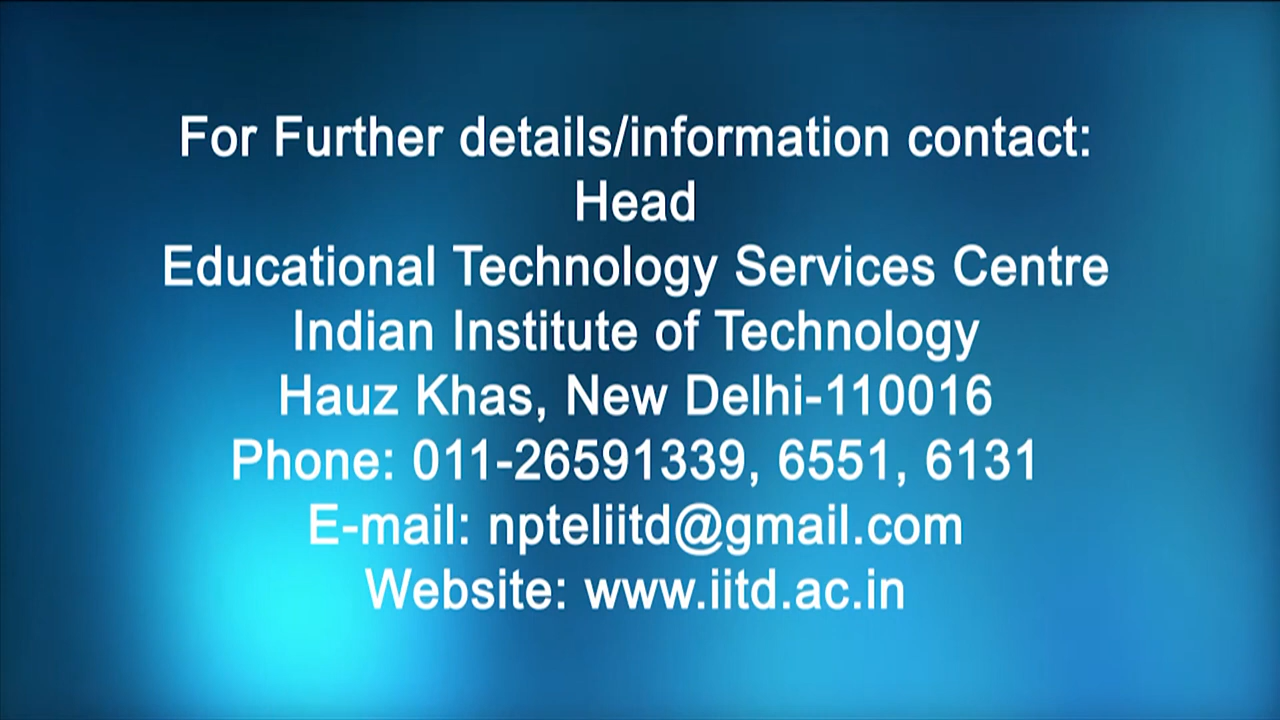 For Further details/information contact:
Head
Educational Technology Services Centre
Indian Institute of Technology
Hauz Khas, New Delhi-110016
Phone: 011-26591339, 6551, 6131
E-mail: npteliitd@gmail.com
Website: www.iitd.ac.in